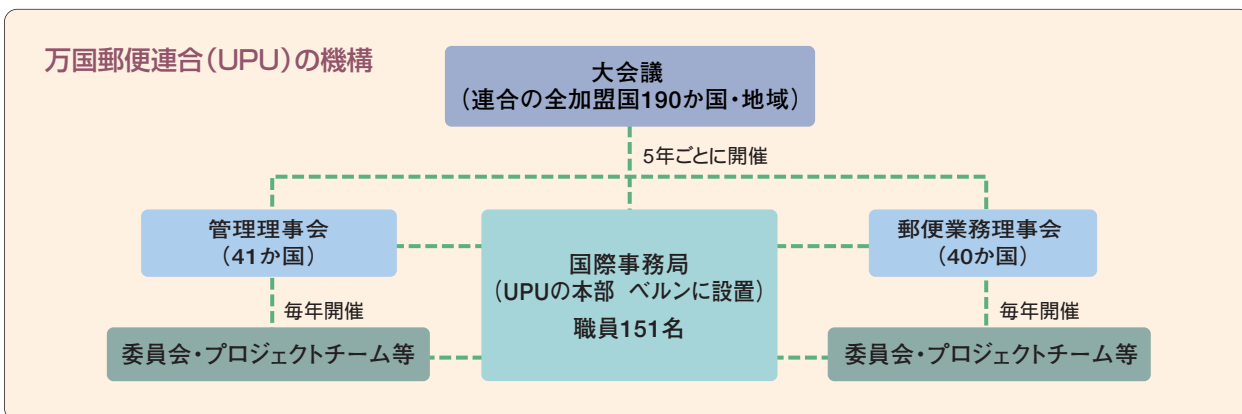 万国郵便連合(UPU)の機構
大会議
(連合の全加盟国190か国・地域)
5年ごとに開催
管理理事会
(41か国)
国際事務局
(UPUの本部 ベルンに設置)
職員151名
郵便業務理事会
(40か国)
毎年開催
毎年開催
委員会・プロジェクトチーム等
委員会・プロジェクトチーム等